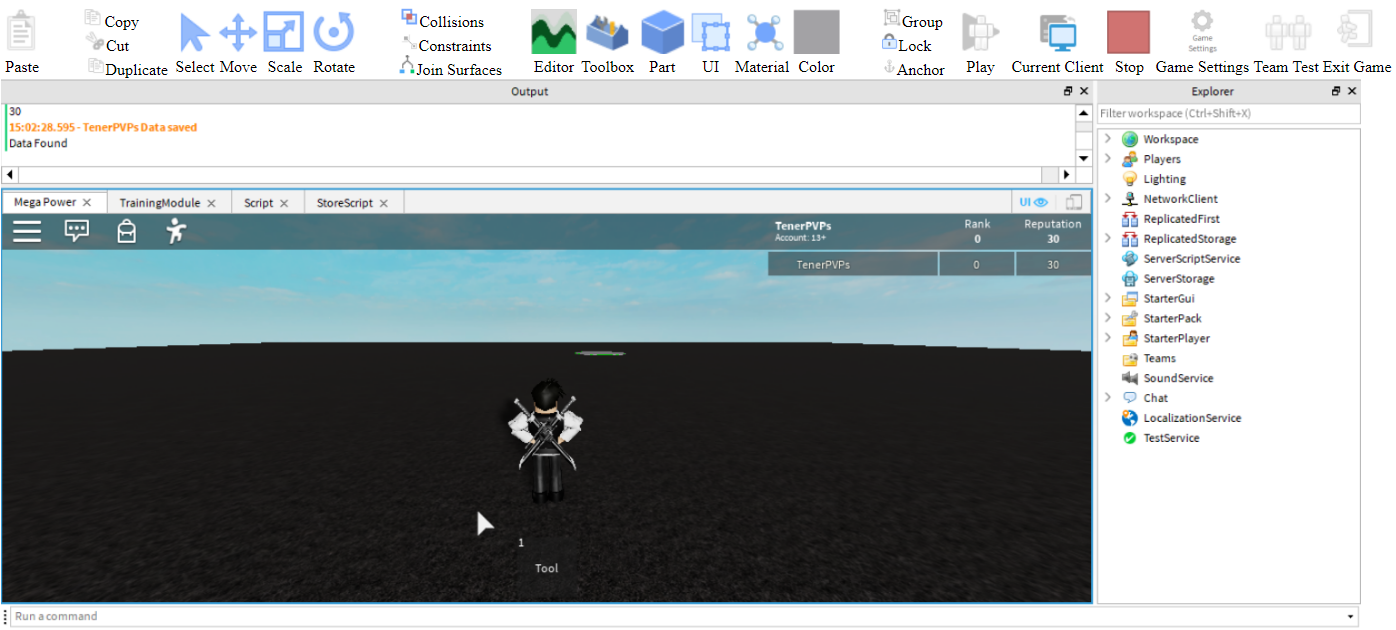 Paste
Copy
Cut
Duplicate
Select Move Scale Rotate
Collisions
Constraints
Join Surfaces
Editor Toolbox Part UI Material Color
Group
Lock
Anchor
Play Current Client Stop
Game
Settings
Game Settings Team Test Exit Game
Output
30
15:02:28.595 - TenerPVPs Data saved
Data Found
Mega Power
TrainingModule
Script
StoreScript
UI
TenerPVPs
Account: 13+
Rank
0
Reputation
30
TenerPVPs 0 30
1
Tool
Explorer
Filter workspace (Ctrl+Shift+X)
Workspace
Players
Lighting
NetworkClient
ReplicatedFirst
ReplicatedStorage
ServerScriptService
ServerStorage
StarterGui
StarterPack
StarterPlayer
Teams
SoundService
Chat
LocalizationService
TestService
Run a command